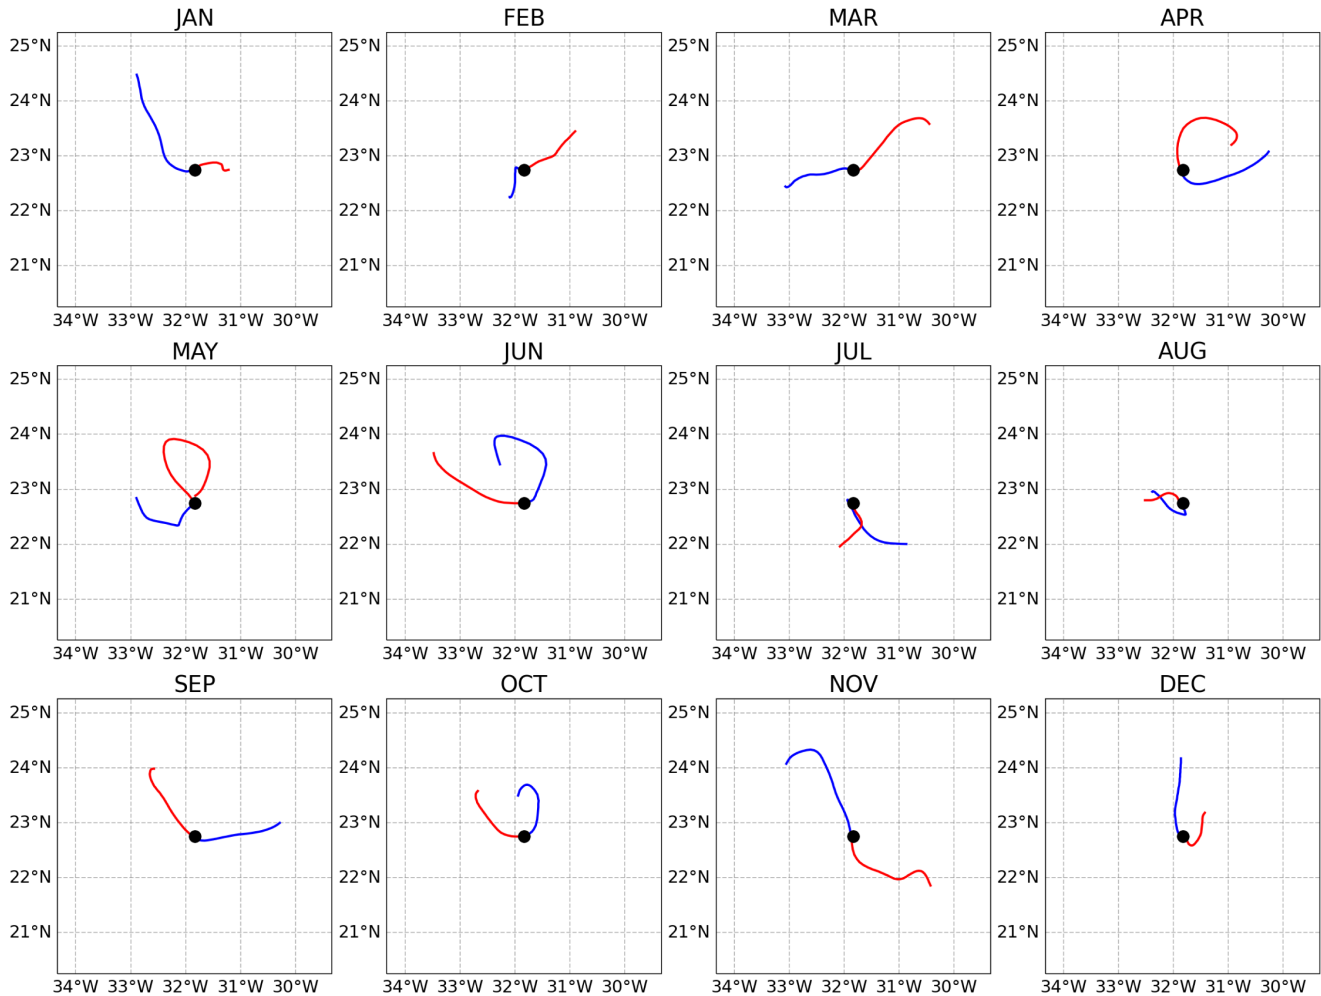 JAN FEB MAR APR
25°N 25°N 25°N 25°N
24°N 24°N 24°N 24°N
23°N 23°N 23°N 23°N
22°N 22°N 22°N 22°N
21°N 21°N 21°N 21°N
34°W 33°W 32°W 31°W 30°W 34°W 33°W 32°W 31°W 30°W 34°W 33°W 32°W 31°W 30°W 34°W 33°W 32°W 31°W 30°W
MAY JUN JUL AUG
25°N 25°N 25°N 25°N
24°N 24°N 24°N 24°N
23°N 23°N 23°N 23°N
22°N 22°N 22°N 22°N
21°N 21°N 21°N 21°N
34°W 33°W 32°W 31°W 30°W 34°W 33°W 32°W 31°W 30°W 34°W 33°W 32°W 31°W 30°W 34°W 33°W 32°W 31°W 30°W
SEP OCT NOV DEC
25°N 25°N 25°N 25°N
24°N 24°N 24°N 24°N
23°N 23°N 23°N 23°N
22°N 22°N 22°N 22°N
21°N 21°N 21°N 21°N
34°W 33°W 32°W 31°W 30°W 34°W 33°W 32°W 31°W 30°W 34°W 33°W 32°W 31°W 30°W 34°W 33°W 32°W 31°W 30°W